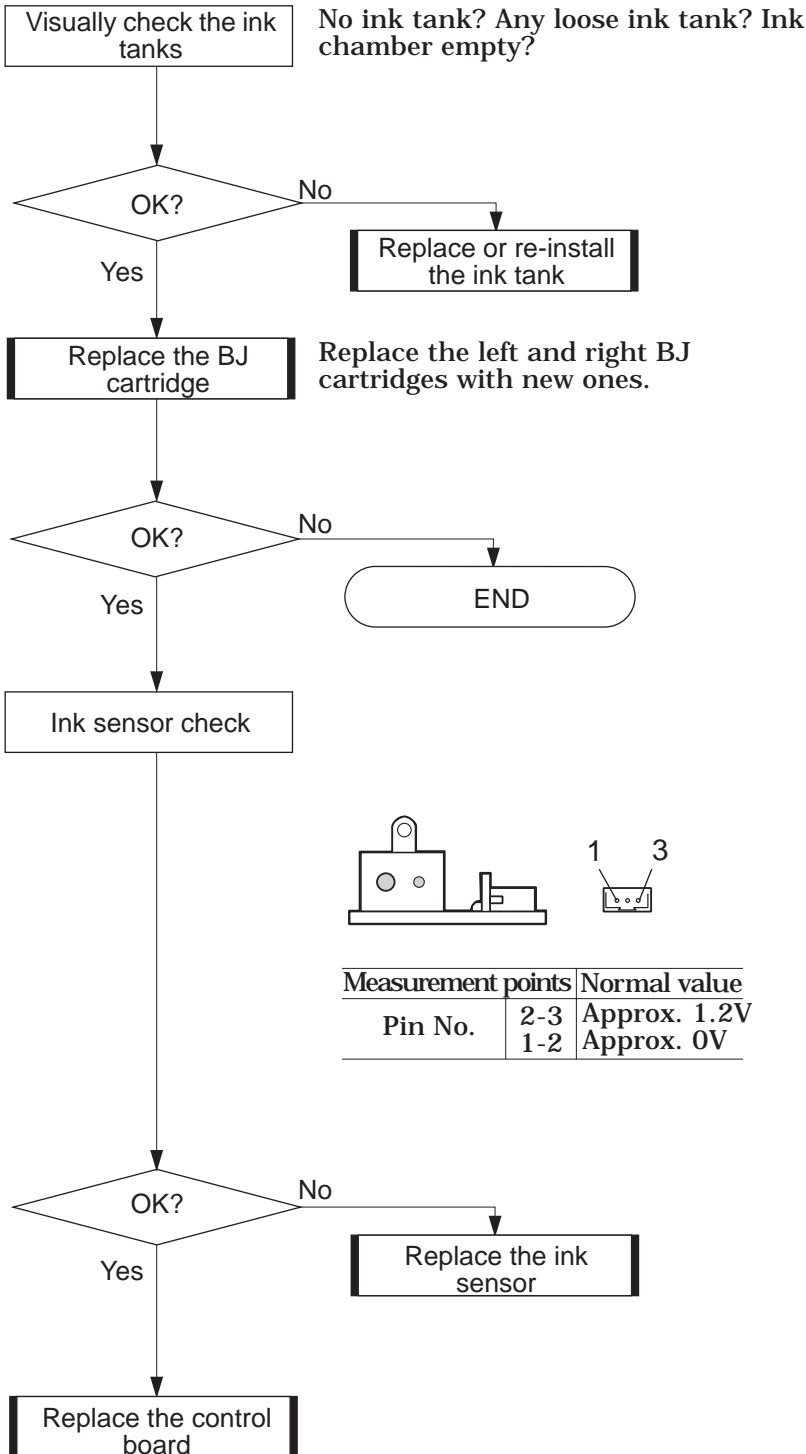 Visually check the ink
tanks
No ink tank? Any loose ink tank? Ink
chamber empty?
OK?
No
Replace or re-install
the ink tank
Yes
Replace the BJ
cartridge
Replace the left and right BJ
cartridges with new ones.
OK?
No
END
Yes
Ink sensor check
1 3
Measurement points Normal value
Pin No. 2-3 Approx. 1.2V
1-2 Approx. 0V
OK?
No
Replace the ink
sensor
Yes
Replace the control
board